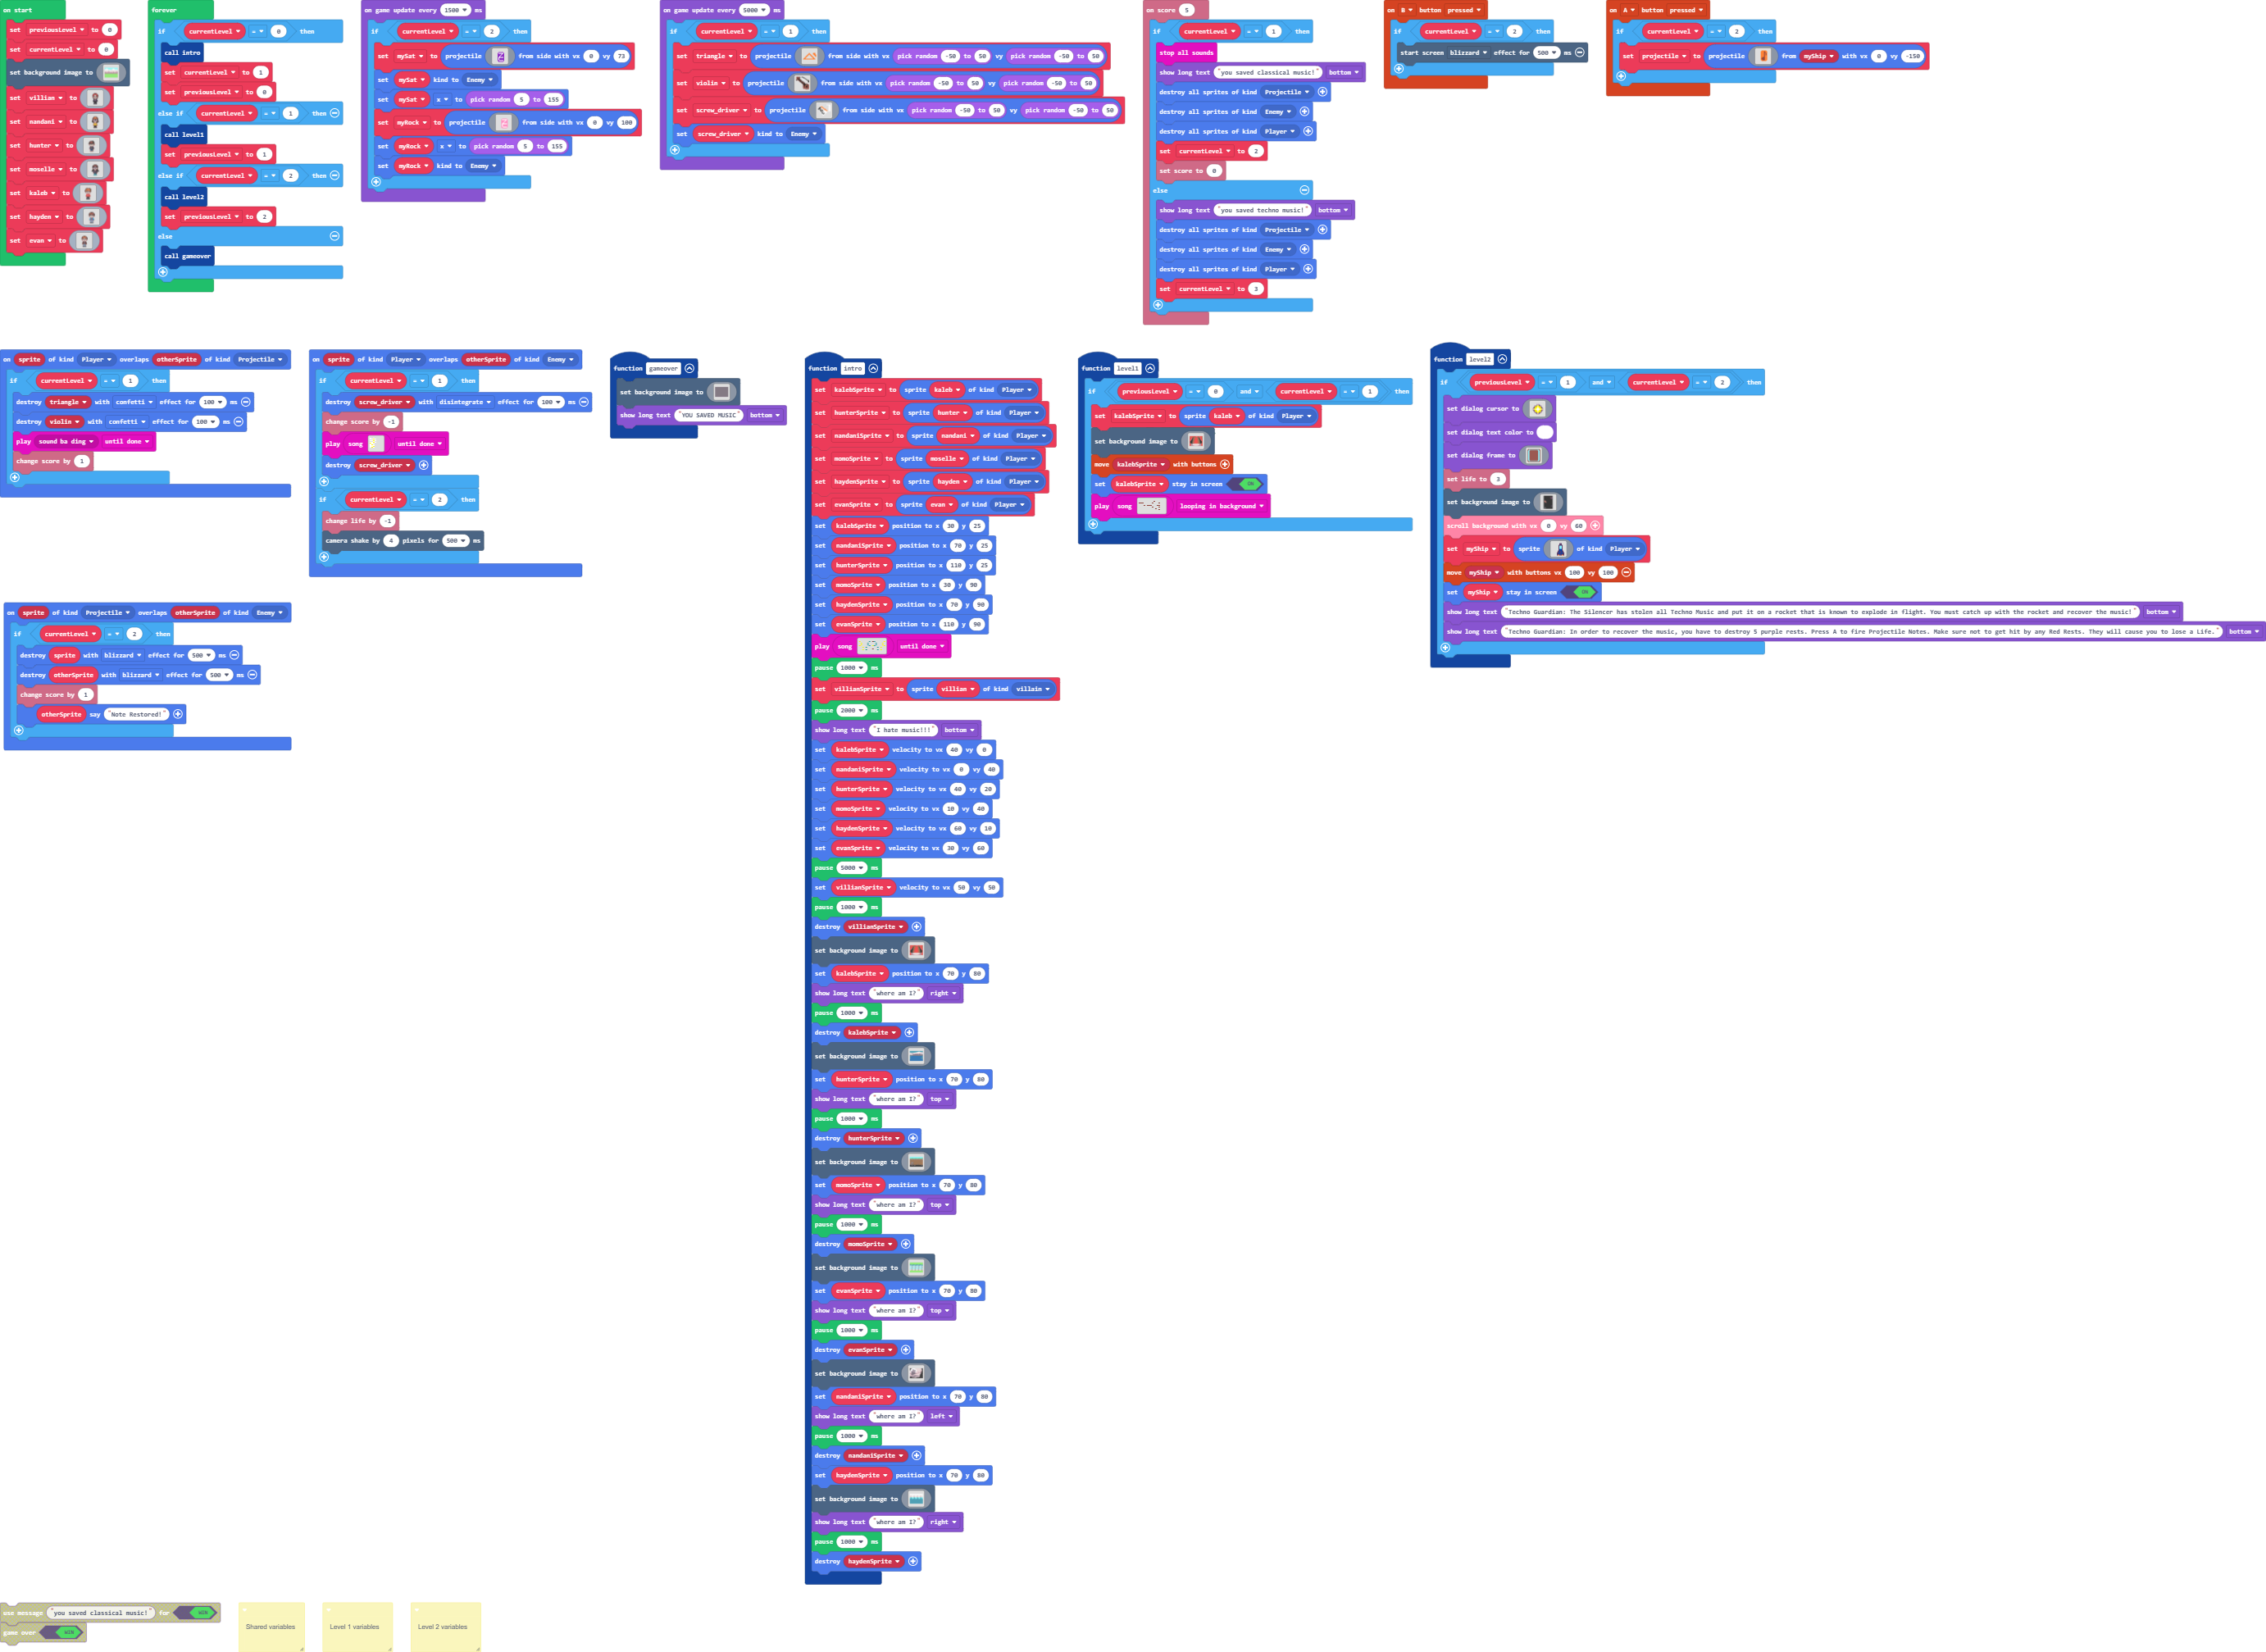 on start
set previousLevel to 0
set currentLevel to 0
set background image to
set villian to
set nandani to
set hunter to
set moselle to
set kaleb to
set hayden to
set evan to
forever
if currentLevel = 0 then
call intro
set currentLevel to 1
set previousLevel to 0
else if currentLevel = 1 then
call level1
set previousLevel to 1
else if currentLevel = 2 then
call level2
set previousLevel to 2
else
call gameover
on game update every 1500 ms
if currentLevel = 2 then
set mySat to projectile from side with vx 0 vy 73
set mySat kind to Enemy
set mySat x to pick random 5 to 155
set myRock to projectile from side with vx 0 vy 100
set myRock x to pick random 5 to 155
set myRock kind to Enemy
on game update every 5000 ms
if currentLevel = 1 then
set triangle to projectile from side with vx pick random -50 to 50 vy pick random -50 to 50
set violin to projectile from side with vx pick random -50 to 50 vy pick random -50 to 50
set screw_driver to projectile from side with vx pick random -50 to 50 vy pick random -50 to 50
set screw_driver kind to Enemy
on score 5
if currentLevel = 1 then
stop all sounds
show long text "you saved classical music!" bottom
destroy all sprites of kind Projectile
destroy all sprites of kind Enemy
destroy all sprites of kind Player
set currentLevel to 2
set score to 0
else
show long text "you saved techno music!" bottom
destroy all sprites of kind Projectile
destroy all sprites of kind Enemy
destroy all sprites of kind Player
set currentLevel to 3
on B button pressed
if currentLevel = 2 then
start screen blizzard effect for 500 ms
on A button pressed
if currentLevel = 2 then
set projectile to projectile from myShip with vx 0 vy -150
on sprite of kind Player overlaps otherSprite of kind Projectile
if currentLevel = 1 then
destroy triangle with confetti effect for 100 ms
destroy violin with confetti effect for 100 ms
play sound ba ding until done
change score by 1
on sprite of kind Player overlaps otherSprite of kind Enemy
if currentLevel = 1 then
destroy screw_driver with disintegrate effect for 100 ms
change score by -1
play song until done
destroy screw_driver
if currentLevel = 2 then
change life by -1
camera shake by 4 pixels for 500 ms
function gameover
set background image to
show long text "YOU SAVED MUSIC" bottom
function intro
set kalebSprite to sprite kaleb of kind Player
set hunterSprite to sprite hunter of kind Player
set nandaniSprite to sprite nandani of kind Player
set momoSprite to sprite moselle of kind Player
set haydenSprite to sprite hayden of kind Player
set evanSprite to sprite evan of kind Player
set kalebSprite position to x 30 y 25
set nandaniSprite position to x 70 y 25
set hunterSprite position to x 110 y 25
set momoSprite position to x 30 y 90
set haydenSprite position to x 70 y 90
set evanSprite position to x 110 y 90
play song until done
pause 1000 ms
set villianSprite to sprite villian of kind villain
pause 2000 ms
show long text "I hate music!!!" bottom
set kalebSprite velocity to vx 40 vy 0
set nandaniSprite velocity to vx 0 vy 40
set hunterSprite velocity to vx 40 vy 20
set momoSprite velocity to vx 10 vy 40
set haydenSprite velocity to vx 60 vy 10
set evanSprite velocity to vx 30 vy 60
pause 5000 ms
set villianSprite velocity to vx 50 vy 50
pause 1000 ms
destroy villianSprite
set background image to
set kalebSprite position to x 70 y 80
show long text "where am I?" right
pause 1000 ms
destroy kalebSprite
set background image to
set hunterSprite position to x 70 y 80
show long text "where am I?" top
pause 1000 ms
destroy hunterSprite
set background image to
set momoSprite position to x 70 y 80
show long text "where am I?" top
pause 1000 ms
destroy momoSprite
set background image to
set evanSprite position to x 70 y 80
show long text "where am I?" top
pause 1000 ms
destroy evanSprite
set background image to
set nandaniSprite position to x 70 y 80
show long text "where am I?" left
pause 1000 ms
destroy nandaniSprite
set haydenSprite position to x 70 y 80
set background image to
show long text "where am I?" right
pause 1000 ms
destroy haydenSprite
function level1
if previousLevel = 0 and currentLevel = 1 then
set kalebSprite to sprite kaleb of kind Player
set background image to
move kalebSprite with buttons
set kalebSprite stay in screen ON
play song looping in background
function level2
if previousLevel = 1 and currentLevel = 2 then
set dialog cursor to
set dialog text color to
set dialog frame to
set life to 3
set background image to
scroll background with vx 0 vy 60
set myShip to sprite of kind Player
move myShip with buttons vx 100 vy 100
set myShip stay in screen ON
show long text "Techno Guardian: The Silencer has stolen all Techno Music and put it on a rocket that is known to explode in flight. You must catch up with the rocket and recover the music!" bottom
show long text "Techno Guardian: In order to recover the music, you have to destroy 5 purple rests. Press A to fire Projectile Notes. Make sure not to get hit by any Red Rests. They will cause you to lose a Life." bottom
on sprite of kind Projectile overlaps otherSprite of kind Enemy
if currentLevel = 2 then
destroy sprite with blizzard effect for 500 ms
destroy otherSprite with blizzard effect for 500 ms
change score by 1
otherSprite say "Note Restored!"
use message "you saved classical music!" for WIN
game over WIN
Shared variables
Level 1 variables
Level 2 variables